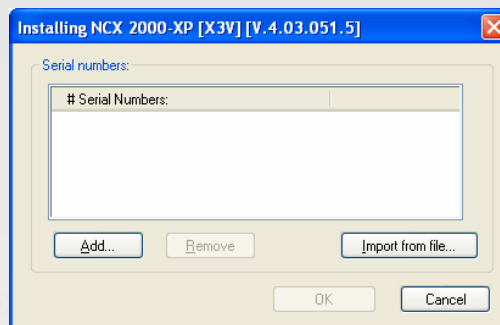 Installing NCX 2000-XP [X3V] [V.4.03.051.5]
Serial numbers:
# Serial Numbers:
Add... Remove Import from file...
OK Cancel